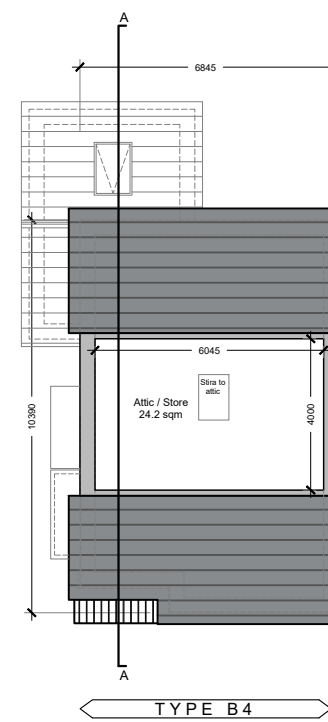 A
6845
6045
Stira to
attic
Attic / Store
24.2 sqm
4000
10390
A
TYPE B4